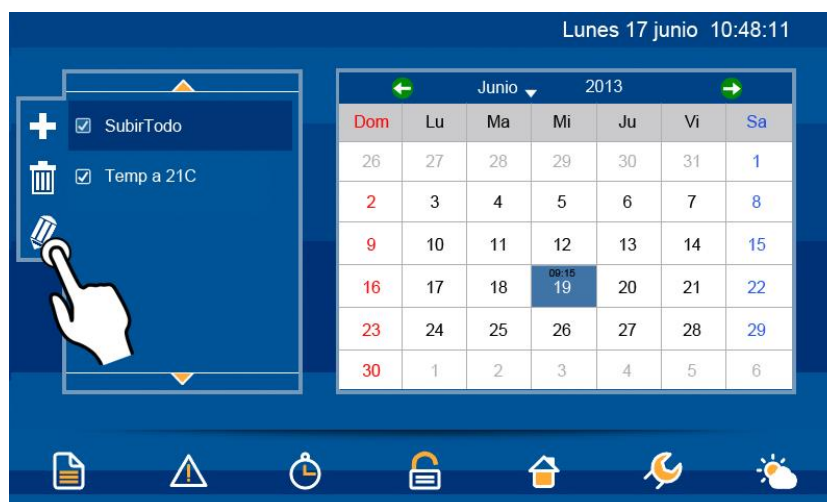 Lunes 17 junio 10:48:11
SubirTodo
Temp a 21C
Junio 2013
Dom Lu Ma Mi Ju Vi Sa
26 27 28 29 30 31 1
2 3 4 5 6 7 8
9 10 11 12 13 14 15
09:15
16 17 18 19 20 21 22
23 24 25 26 27 28 29
30 1 2 3 4 5 6